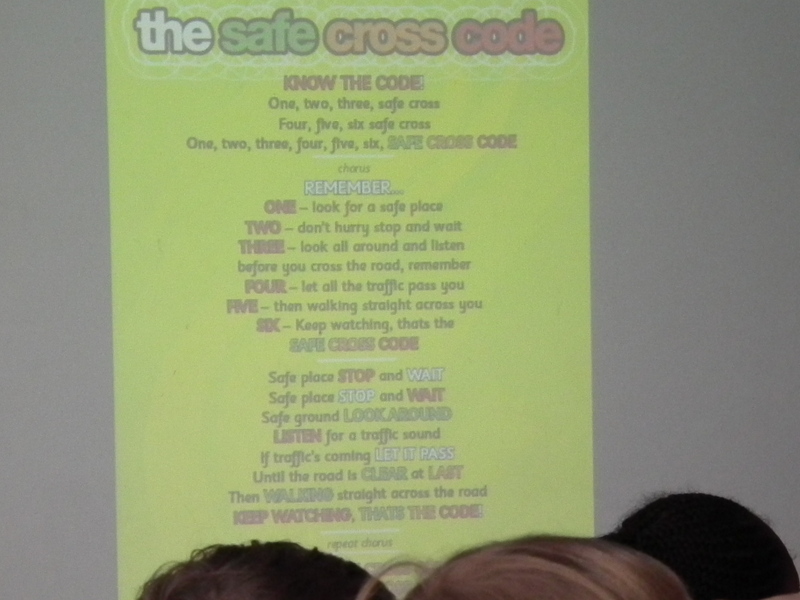 the safe cross code
KNOW THE CODE!
One, two, three, safe cross
Four, five, six safe cross
One, two, three, four, five, six, SAFE CROSS CODE
chorus
REMEMBER...
ONE – look for a safe place
TWO – don't hurry stop and wait
THREE – look all around and listen
before you cross the road, remember
FOUR – let all the traffic pass you
FIVE – then walking straight across you
SIX – Keep watching, thats the
SAFE CROSS CODE
Safe place STOP and WAIT
Safe place STOP and WAIT
Safe ground LOOK AROUND
LISTEN for a traffic sound
If traffic's coming LET IT PASS
Until the road is CLEAR at LAST
Then WALKING straight across the road
KEEP WATCHING, THATS THE CODE!
repeat chorus